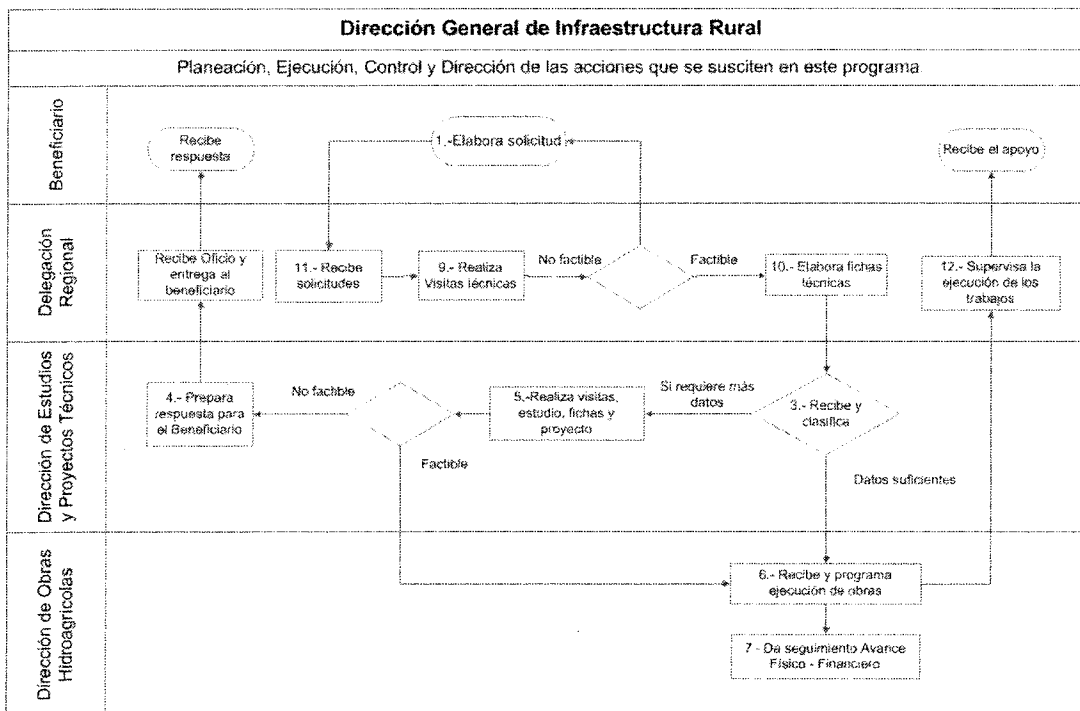 Dirección General de Infraestructura Rural
Planeación, Ejecución, Control y Dirección de las acciones que se susciten en este programa
Beneficiario
Recibe
respuesta
1.-Elabora solicitud
Recibe el apoyo
Delegación
Regional
Recibe Oficio y
entrega al
beneficiario
11.- Recibe
solicitudes
9.- Realiza
Visitas técnicas
No factible
Factible
10.- Elabora fichas
técnicas
12.- Supervisa la
ejecución de los
trabajos
Dirección de Estudios
y Proyectos Técnicos
4.- Prepara
respuesta para
el Beneficiario
No factible
Factible
5.-Realiza visitas,
estudio, fichas y
proyecto
Si requiere más
datos
3.- Recibe y
clasifica
Datos suficientes
Dirección de Obras
Hidroagrícolas
6.- Recibe y programa
ejecución de obras
7.- Da seguimiento Avance
Físico - Financiero